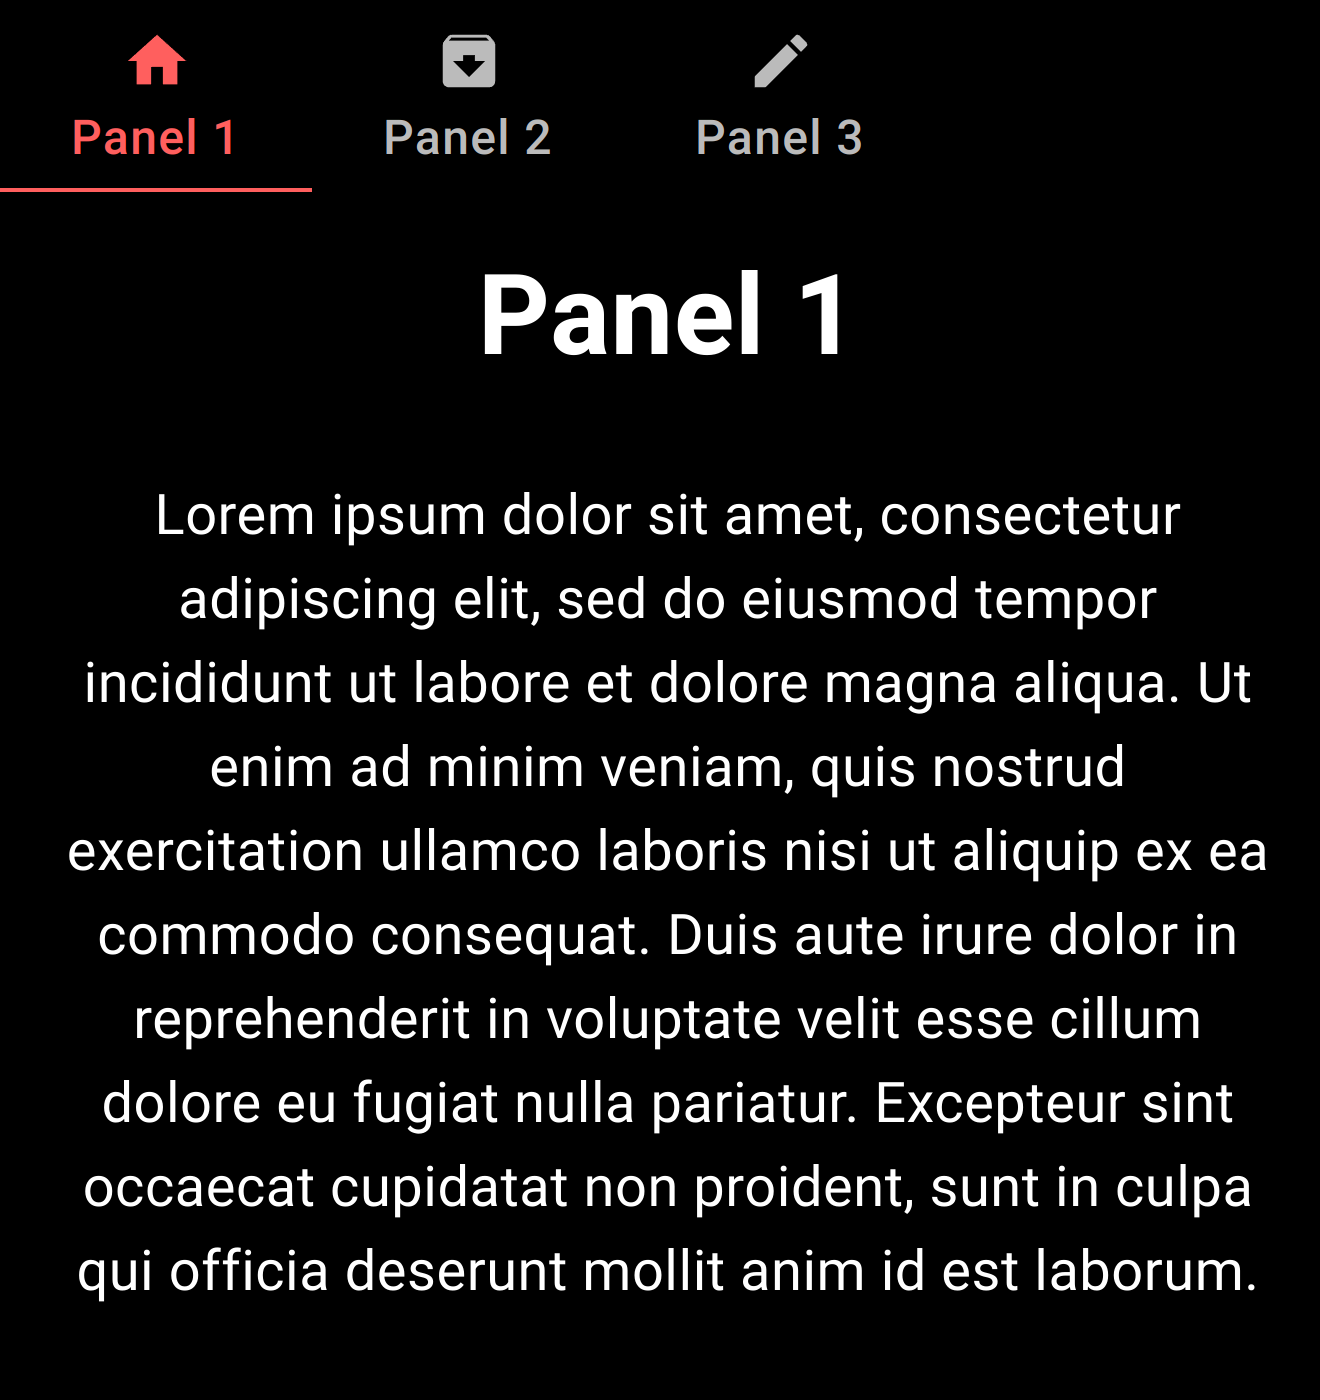 Panel 1
Panel 2
Panel 3
Panel 1
Lorem ipsum dolor sit amet, consectetur
adipiscing elit, sed do eiusmod tempor
incididunt ut labore et dolore magna aliqua. Ut
enim ad minim veniam, quis nostrud
exercitation ullamco laboris nisi ut aliquip ex ea
commodo consequat. Duis aute irure dolor in
reprehenderit in voluptate velit esse cillum
dolore eu fugiat nulla pariatur. Excepteur sint
occaecat cupidatat non proident, sunt in culpa
qui officia deserunt mollit anim id est laborum.